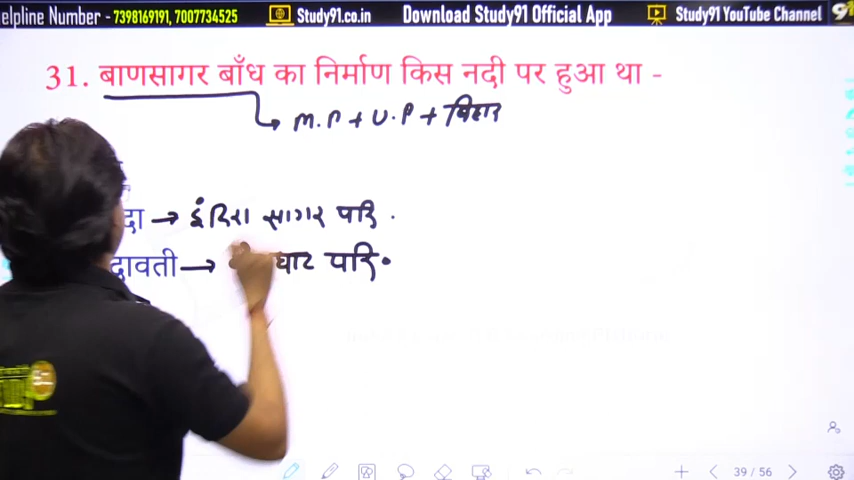 elpline Number - 7398169191, 7007734525 Study91.co.in Download Study91 Official App Study91 YouTube Channel 91
31. बाणसागर बाँध का निर्माण किस नदी पर हुआ था -
M.P + U.P + बिहार
दा → इंदिरा सागर परि.
द्रावती → घाट परि.
39 / 56